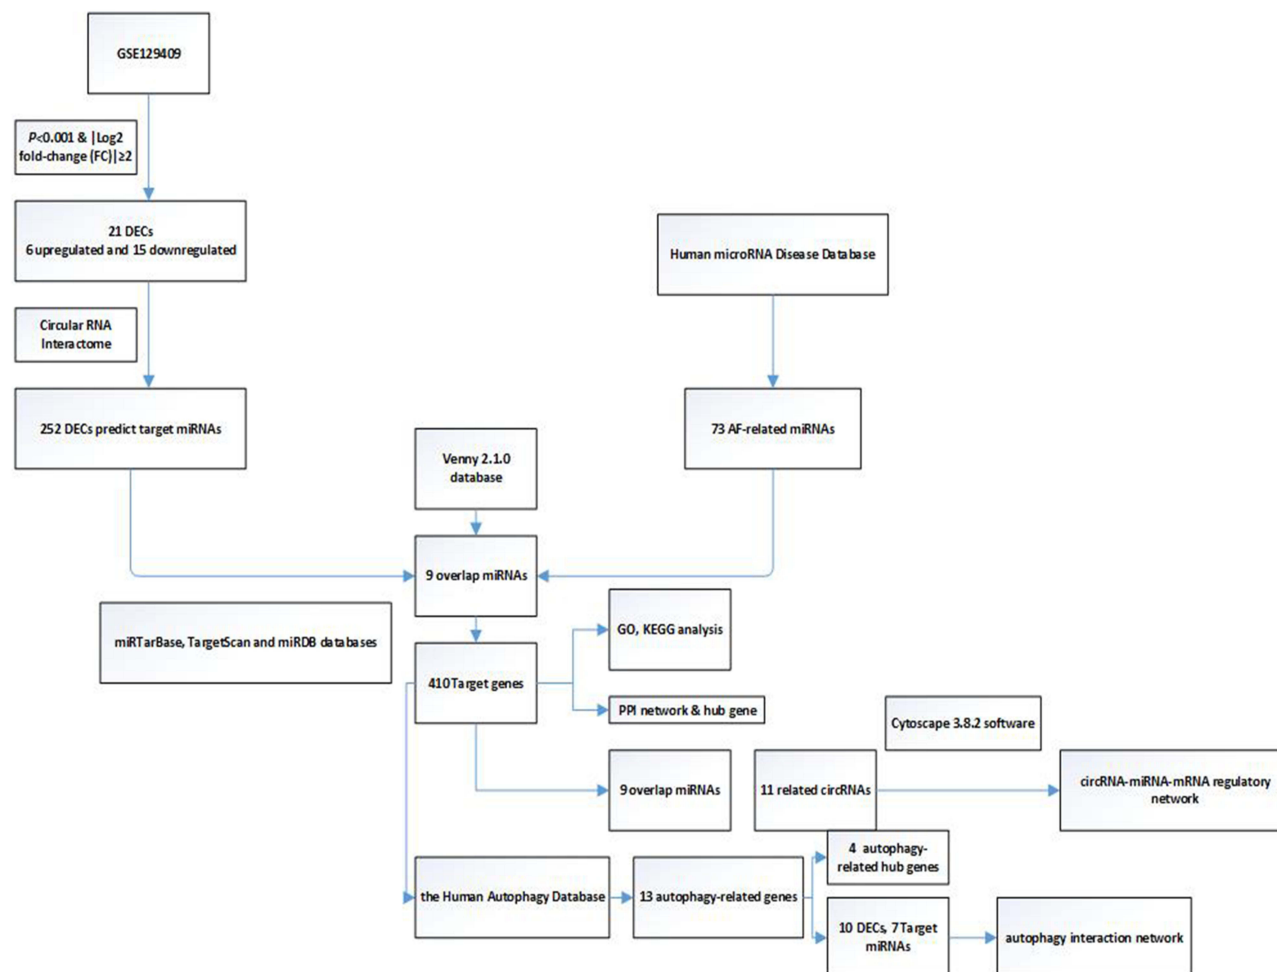 GSE129409
P<0.001 & |Log2
fold-change (FC)|≥2
21 DECs
6 upregulated and 15 downregulated
Human microRNA Disease Database
Circular RNA
Interactome
252 DECs predict target miRNAs
73 AF-related miRNAs
Venny 2.1.0
database
9 overlap miRNAs
miRTarBase, TargetScan and miRDB databases
GO, KEGG analysis
410 Target genes
PPI network & hub gene
Cytoscape 3.8.2 software
9 overlap miRNAs
11 related circRNAs
circRNA-miRNA-mRNA regulatory
network
4 autophagy-
related hub genes
the Human Autophagy Database
13 autophagy-related genes
10 DECs, 7 Target
miRNAs
autophagy interaction network